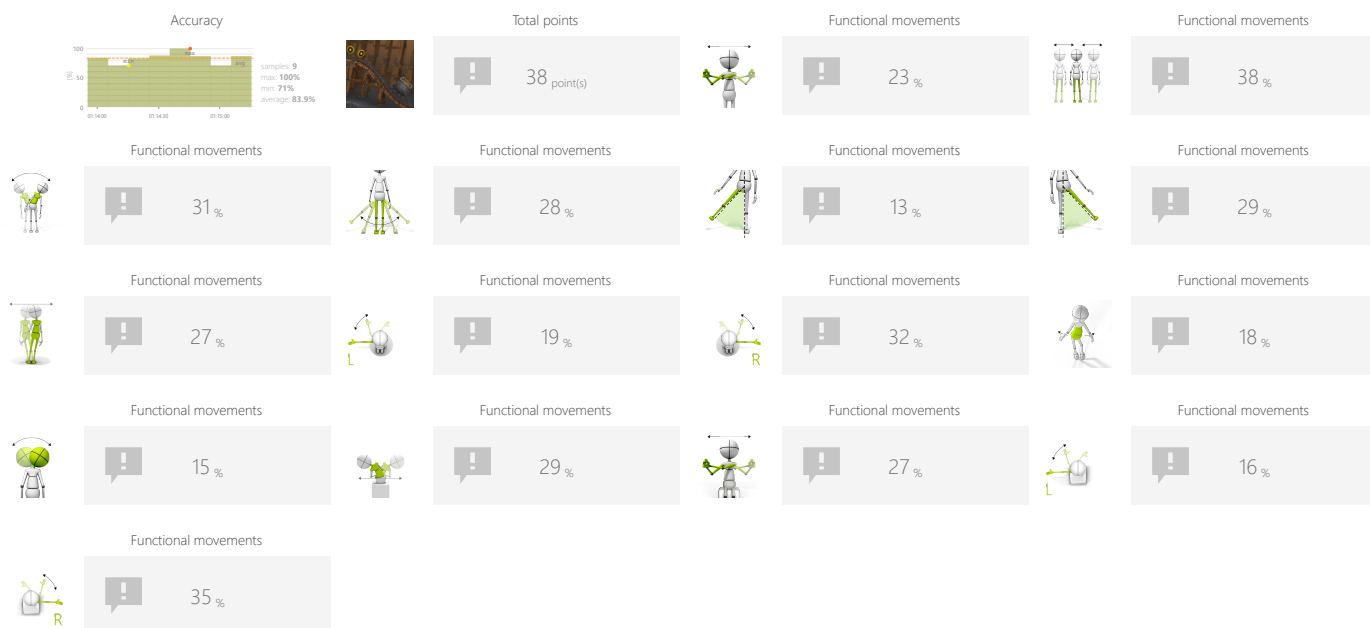 Accuracy
Total points
Functional movements
Functional movements
100
50
0
(%)
max
min
avg
01:14:00
01:14:30
01:15:00
samples: 9
max: 100%
min: 71%
average: 83.9%
38 point(s)
23 %
38 %
Functional movements
Functional movements
Functional movements
Functional movements
31 %
28 %
13 %
29 %
Functional movements
Functional movements
Functional movements
Functional movements
27 %
L
19 %
R
32 %
18 %
Functional movements
Functional movements
Functional movements
Functional movements
15 %
29 %
27 %
L
16 %
Functional movements
R
35 %